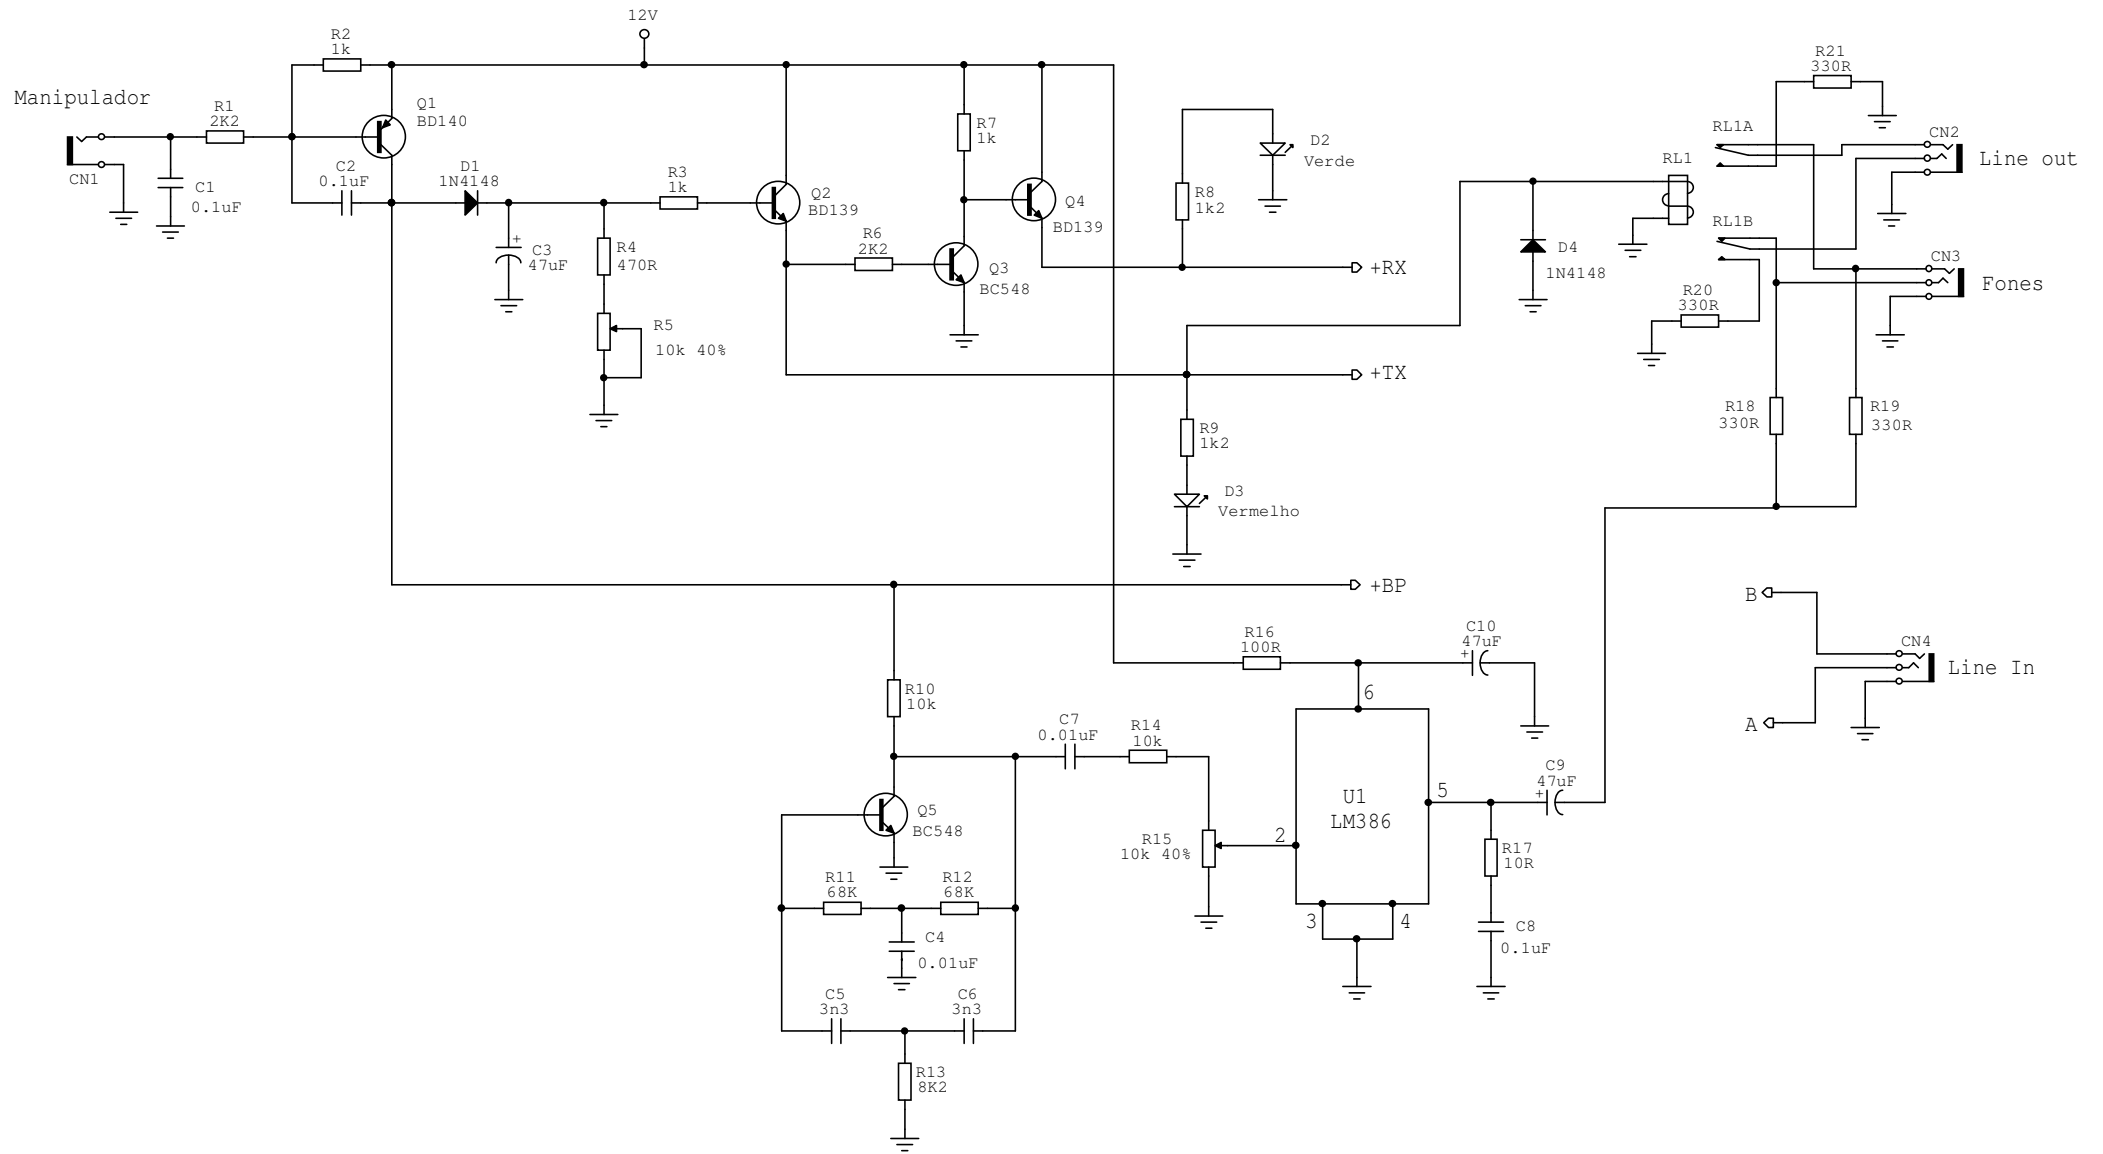 12V
R2
1k
Manipulador
R1
2K2
Q1
BD140
CN1
C1
0.1uF
C2
0.1uF
D1
1N4148
R3
1k
Q2
BD139
R7
1k
Q4
BD139
R6
2K2
Q3
BC548
C3
+
47uF
R4
470R
R5
10k 40%
D2
Verde
R8
1k2
+RX
+TX
R9
1k2
D3
Vermelho
+BP
D4
1N4148
RL1
RL1A
RL1B
R21
330R
CN2
Line out
CN3
Fones
R20
330R
R18
330R
R19
330R
B
CN4
Line In
A
R16
100R
C10
47uF
+
6
R10
10k
C7
0.01uF
R14
10k
Q5
BC548
R15
10k 40%
2
U1
LM386
5
3
4
C9
47uF
+
R17
10R
C8
0.1uF
R11
68K
R12
68K
C4
0.01uF
C5
3n3
C6
3n3
R13
8K2